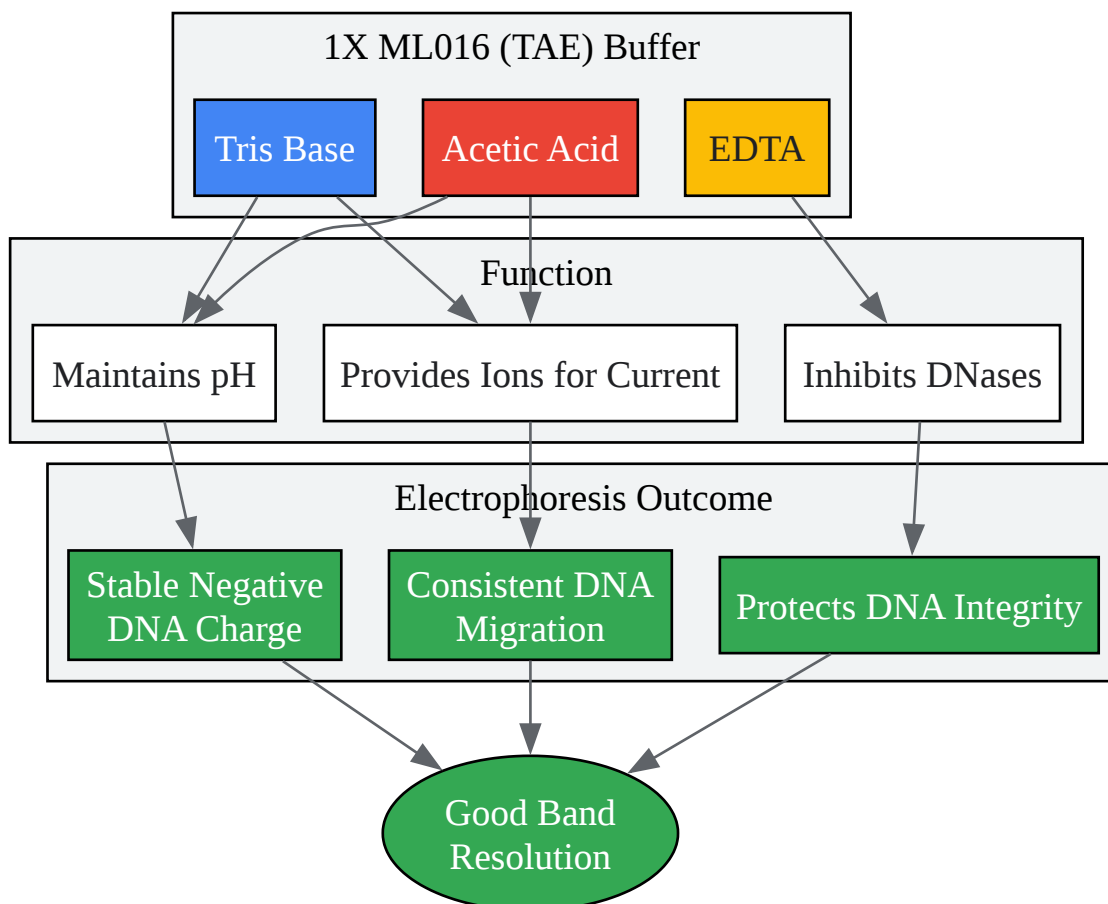 1X ML016 (TAE) Buffer
Tris Base
Acetic Acid
EDTA
Function
Maintains pH
Provides Ions for Current
Inhibits DNases
Electrophoresis Outcome
Stable Negative
DNA Charge
Consistent DNA
Migration
Protects DNA Integrity
Good Band
Resolution